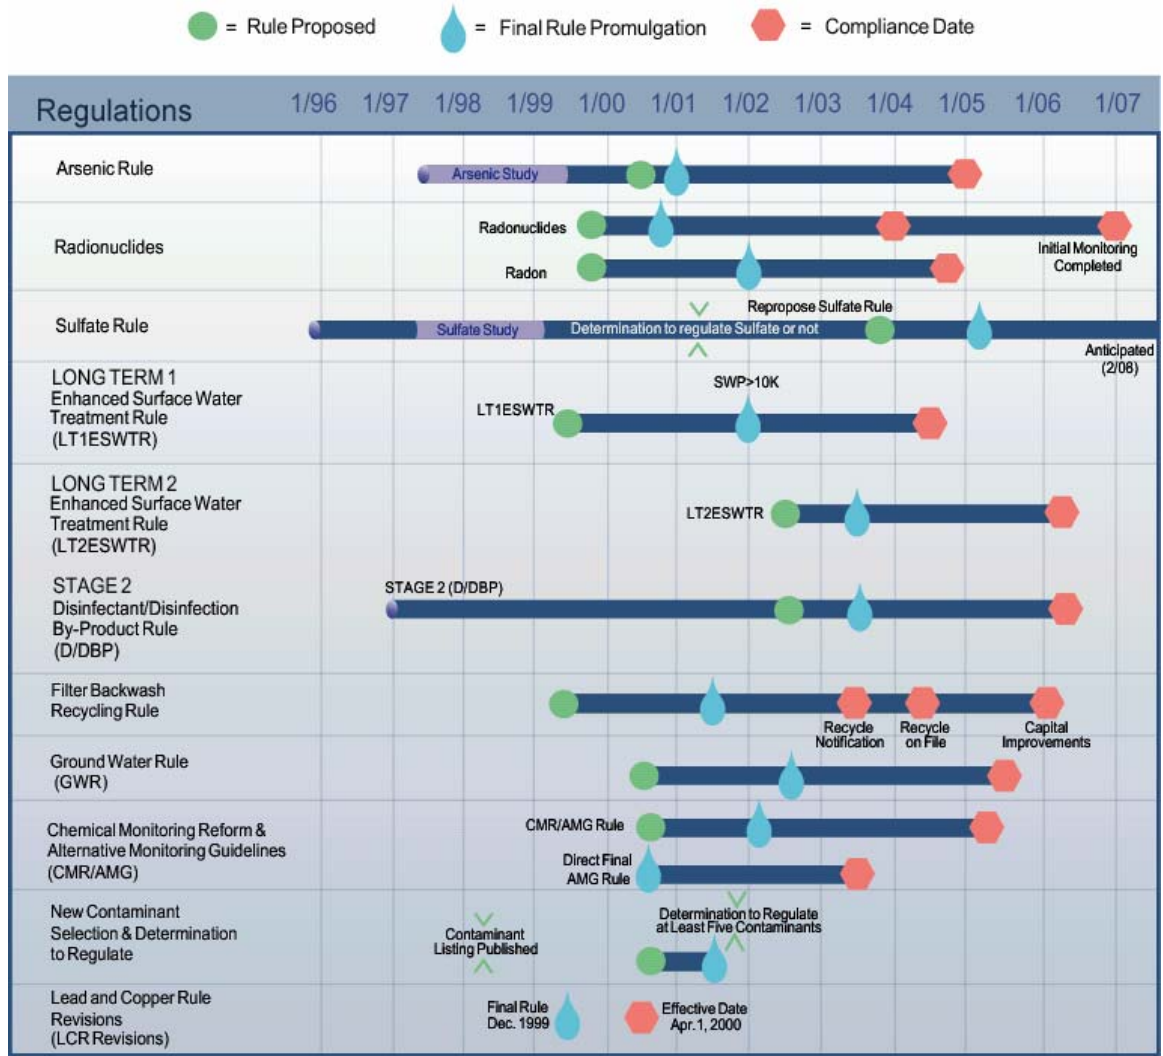 = Rule Proposed = Final Rule Promulgation = Compliance Date
Regulations 1/96 1/97 1/98 1/99 1/00 1/01 1/02 1/03 1/04 1/05 1/06 1/07
Arsenic Rule
Arsenic Study
Radionuclides
Radonuclides
Initial Monitoring
Completed
Radon
Sulfate Rule
Sulfate Study
Determination to regulate Sulfate or not
Repropose Sulfate Rule
Anticipated
(2/08)
LONG TERM 1
Enhanced Surface Water
Treatment Rule
(LT1ESWTR)
LT1ESWTR
SWP>10K
LONG TERM 2
Enhanced Surface Water
Treatment Rule
(LT2ESWTR)
LT2ESWTR
STAGE 2
Disinfectant/Disinfection
By-Product Rule
(D/DBP)
STAGE 2 (D/DBP)
Filter Backwash
Recycling Rule
Recycle
Notification
Recycle
on File
Capital
Improvements
Ground Water Rule
(GWR)
Chemical Monitoring Reform &
Alternative Monitoring Guidelines
(CMR/AMG)
CMR/AMG Rule
Direct Final
AMG Rule
New Contaminant
Selection & Determination
to Regulate
Contaminant
Listing Published
Determination to Regulate
at Least Five Contaminants
Lead and Copper Rule
Revisions
(LCR Revisions)
Final Rule
Dec. 1999
Effective Date
Apr. 1, 2000